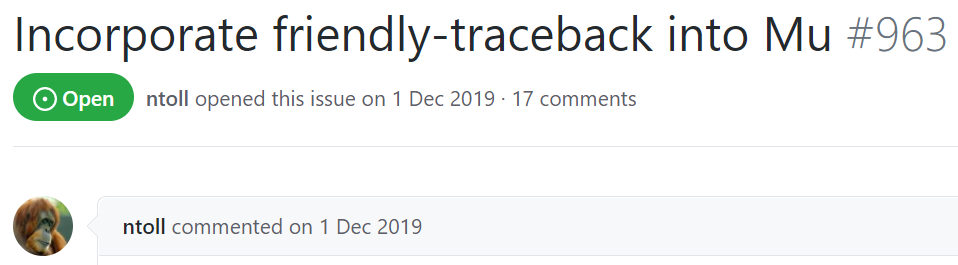 Incorporate friendly-traceback into Mu #963
Open ntoll opened this issue on 1 Dec 2019 · 17 comments
ntoll commented on 1 Dec 2019